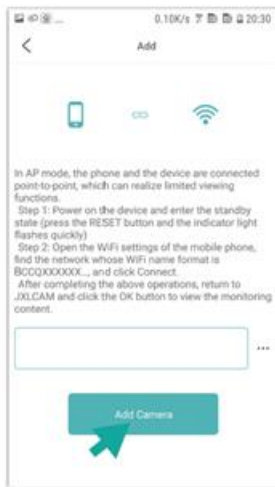 0.10K/s 20:30
Add
In AP mode, the phone and the device are connected
point-to-point, which can realize limited viewing
functions.
Step 1: Power on the device and enter the standby
state (press the RESET button and the indicator light
flashes quickly)
Step 2: Open the WiFi settings of the mobile phone,
find the network whose WiFi name format is
BCCQXXXXXX..., and click Connect.
After completing the above operations, return to
JXLCAM and click the OK button to view the monitoring
content.
...
Add Camera